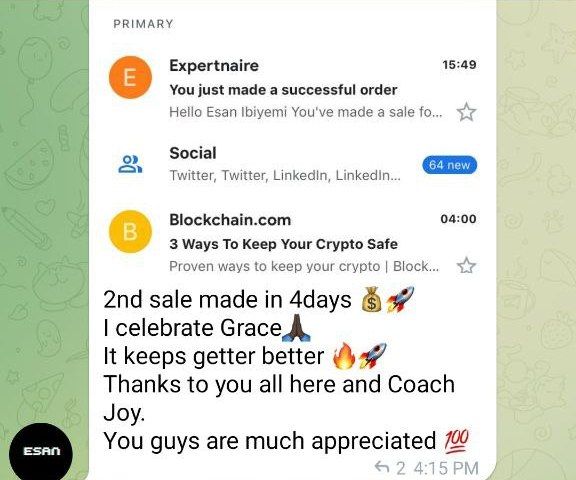 PRIMARY
E
Expertnaire
15:49
You just made a successful order
Hello Esan Ibiyemi You've made a sale fo...
Social
64 new
Twitter, Twitter, LinkedIn, LinkedIn...
B
Blockchain.com
04:00
3 Ways To Keep Your Crypto Safe
Proven ways to keep your crypto | Block...
2nd sale made in 4days 💰🚀
I celebrate Grace🙏🏿
It keeps getter better 🔥🚀
Thanks to you all here and Coach
Joy.
You guys are much appreciated 💯
ESAN
2 4:15 PM